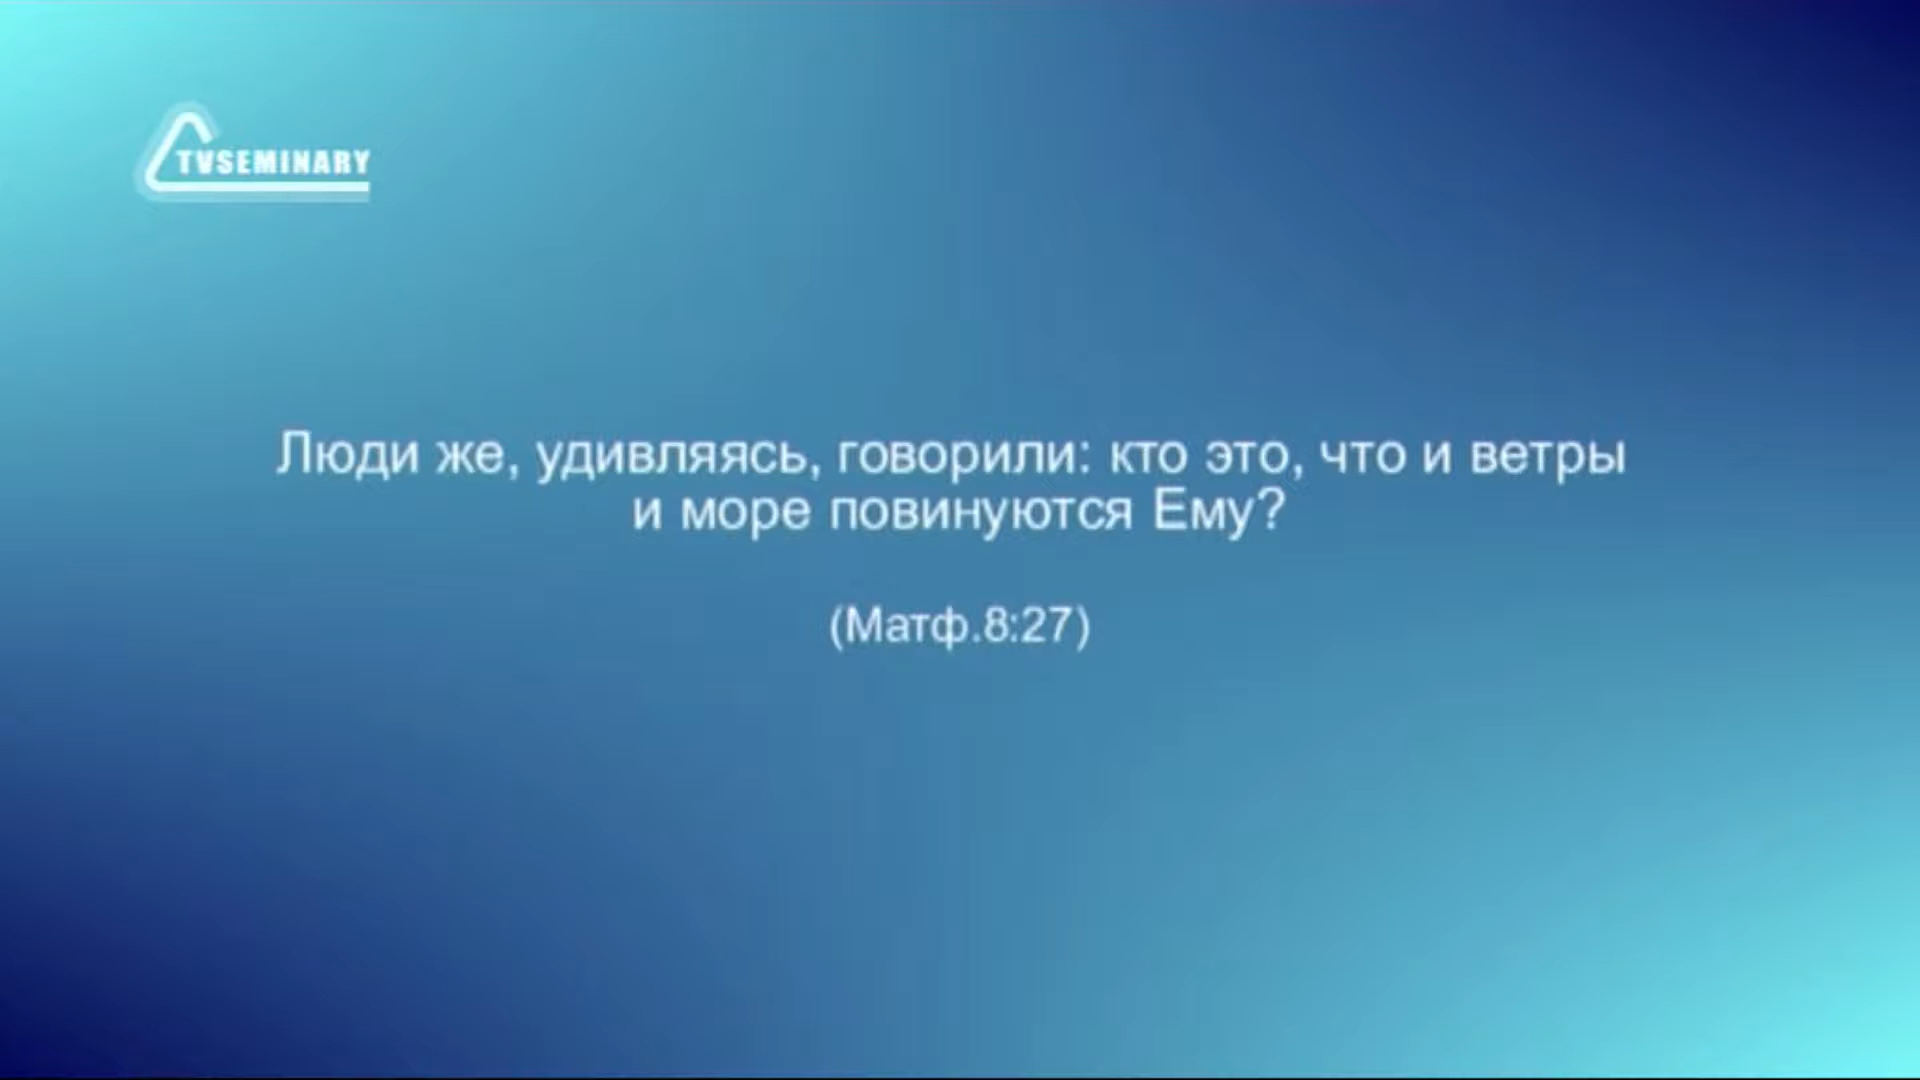 TVSEMINARY
Люди же, удивляясь, говорили: кто это, что и ветры
и море повинуются Ему?
(Матф.8:27)